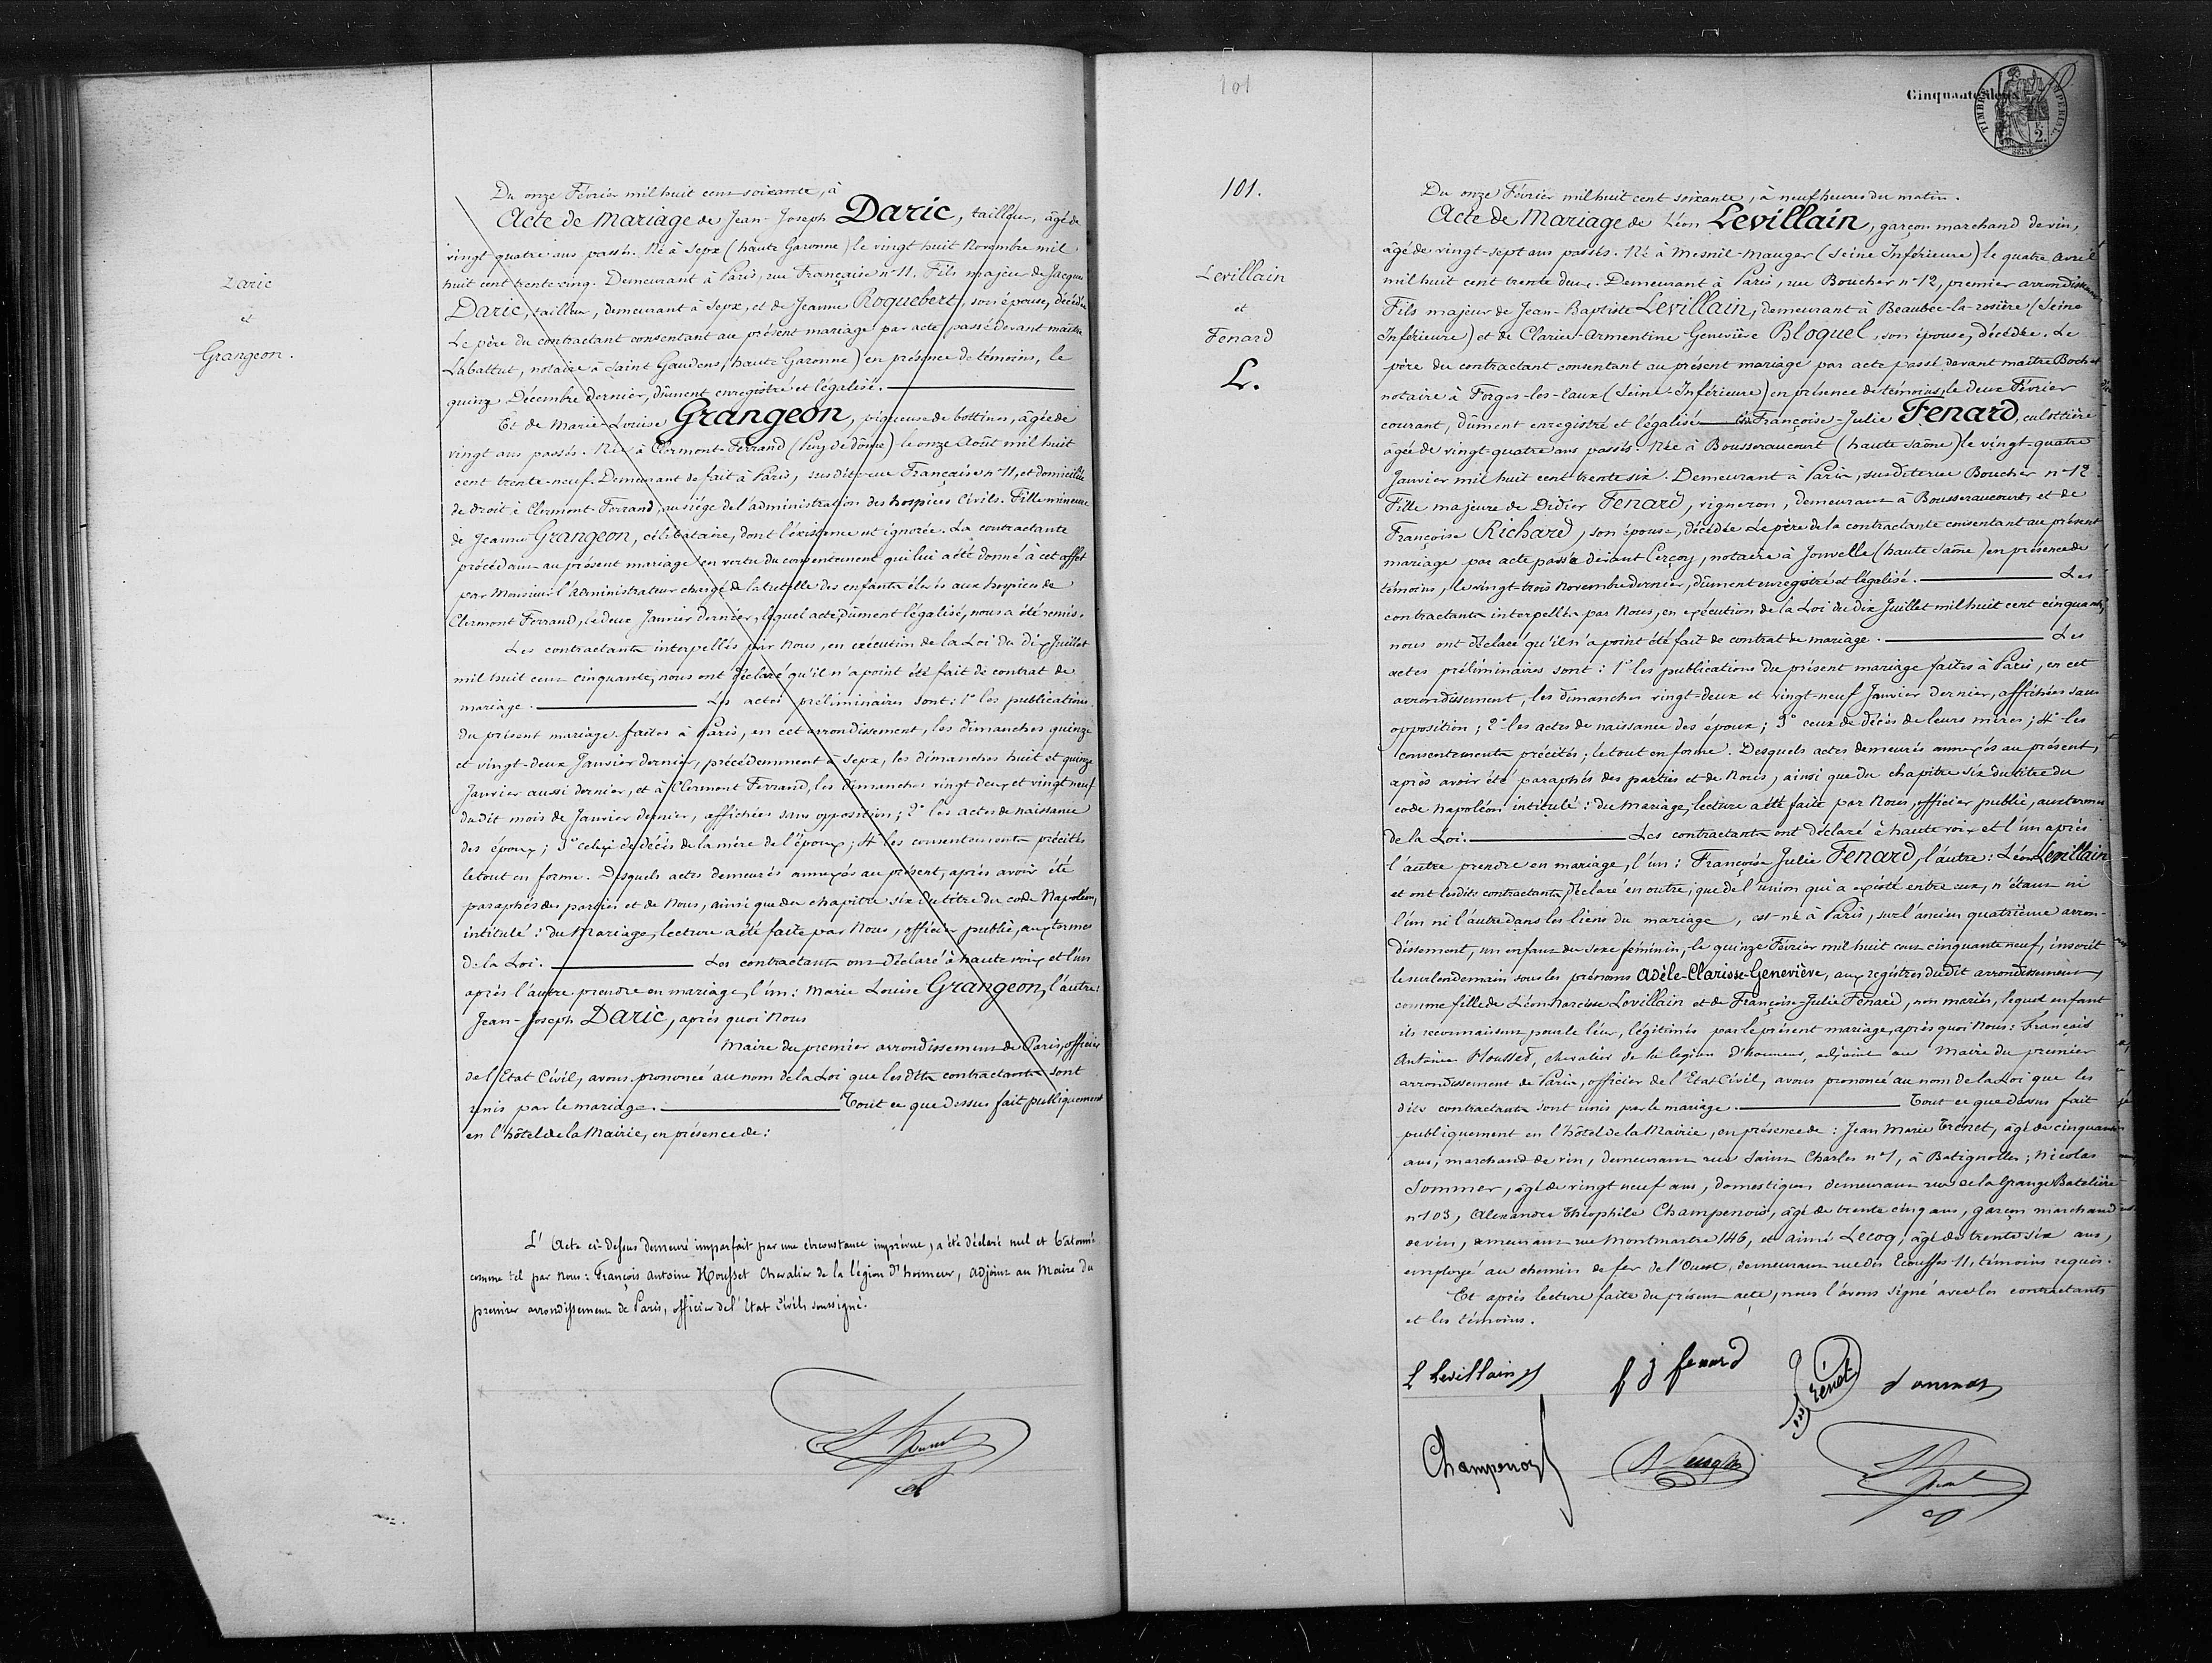 Daric
et
Grangeon.
Du onze Février mil huit cent soixante, à
Acte de Mariage de Jean-Joseph Daric, tailleur, âgé de
vingt quatre ans passés. Né à Sepx (haute Garonne) le vingt huit Novembre mil
huit cent trente cinq. Demeurant à Paris, rue Française n° 11. Fils majeur de Jacques
Daric, tailleur, demeurant à Sepx, et de Jeanne Roquebert, son épouse, décédée
Le père du contractant consentant au présent mariage par acte passé devant maître
Labattut, notaire à Saint Gaudens (haute Garonne) en présence de témoins, le
quinze Décembre dernier, dûment enregistré et légalisé.
Et de Marie-Louise Grangeon, piqueuse de bottines, âgée de
vingt ans passés. Née à Clermont-Ferrand (Puy de dôme) le onze Août mil huit
cent trente-neuf. Demeurant de fait à Paris, susdite rue Française n° 11, et domiciliée
de droit à Clermont-Ferrand, au siége de l'administration des hospices Civils. Fille mineure
de Jeanne Grangeon, célibataire, dont l'existence est ignorée. La contractante
procédant au présent mariage en vertu du consentement qui lui a été donné à cet effet
par Monsieur l'administrateur chargé de la tutelle des enfants élevés aux hospices de
Clermont Ferrand, le deux Janvier dernier, lequel acte, dûment légalisé, nous a été remis.
Les contractants interpellés par Nous, en exécution de la Loi du dix Juillet
mil huit cent cinquante, nous ont déclaré qu'il n'a point été fait de contrat de
mariage. Les actes préliminaires sont: 1° les publications
du présent mariage faites à Paris, en cet arrondissement, les dimanches quinze
et vingt-deux Janvier dernier, précédemment à Sepx, les dimanches huit et quinze
Janvier aussi dernier, et à Clermont Ferrand, les dimanches vingt deux et vingt neuf
dudit mois de Janvier dernier, affichées sans opposition; 2° les actes de naissance
des époux; 3° celui de décès de la mère de l'époux; 4° les consentements précités
le tout en forme. Desquels actes demeurés annexés au présent, après avoir été
paraphés des parties et de Nous, ainsi que du chapitre six du titre du code Napoléon,
intitulé: du Mariage, lecture a été faite par Nous, officier public, aux termes
de la Loi. Les contractants ont déclaré à haute voix et l'un
après l'autre prendre en mariage, l'un: Marie Louise Grangeon, l'autre:
Jean-Joseph Daric, après quoi Nous
Maire du premier arrondissement de Paris, officier
de l'Etat Civil, avons prononcé au nom de la Loi que lesdits contractants sont
unis par le mariage. Tout ce que dessus fait publiquement
en l'hôtel de la Mairie, en présence de:
L'Acte ci-dessus demeuré imparfait par une circonstance imprévue, a été déclaré nul et bâtonné
comme tel par nous: François Antoine Housset Chevalier de la légion d'honneur, adjoint au Maire du
premier arrondissement de Paris, officier de l'Etat Civil soussigné.
101
101.
Levillain
et
Fenard
L.
Cinquante deux
TIMBRE IMPERIAL
2
Du onze Février mil huit cent soixante, à neuf heures du matin.
Acte de Mariage de Léon Levillain, garçon marchand de vin,
âgé de vingt-sept ans passés. Né à Mesnil-Mauger (Seine Inférieure) le quatre Avril
mil huit cent trente deux. Demeurant à Paris, rue Boucher n° 12, premier arrondissement
Fils majeur de Jean-Baptiste Levillain, demeurant à Beaubec-la-rosière (Seine
Inférieure) et de Clarice-Armentine Geneviève Bloquel, son épouse, décédée. Le
père du contractant consentant au présent mariage par acte passé devant maître Bochet
notaire à Forges-les-Eaux (Seine-Inférieure) en présence de témoins, le deux Février
courant, dûment enregistré et légalisé Et de Françoise-Julie Fenard, culottière
âgée de vingt-quatre ans passés. Née à Bousseraucourt (haute Saône) le vingt-quatre
Janvier mil huit cent trente six. Demeurant à Paris, susdite rue Boucher n° 12
Fille majeure de Didier Fenard, vigneron, demeurant à Bousseraucourt, et de
Françoise Richard, son épouse, décédée Le père de la contractante consentant au présent
mariage par acte passé devant Cerçoy, notaire à Jonvelle (haute Saône) en présence de
témoins, le vingt trois Novembre dernier, dûment enregistré et légalisé. Les
contractants interpellés par Nous, en exécution de la Loi du dix Juillet mil huit cent cinquante,
nous ont déclaré qu'il n'a point été fait de contrat de mariage. Les
actes préliminaires sont: 1° les publications du présent mariage faites à Paris, en cet
arrondissement, les dimanches vingt-deux et vingt-neuf Janvier dernier, affichées sans
opposition; 2° les actes de naissance des époux; 3° ceux de décès de leurs mères; 4° les
consentements précités; le tout en forme. Desquels actes demeurés annexés au présent,
après avoir été paraphés des parties et de Nous, ainsi que du chapitre six du titre du
code Napoléon intitulé: du Mariage, lecture a été faite par Nous, officier public, aux termes
de la Loi. Les contractants ont déclaré à haute voix et l'un après
l'autre prendre en mariage, l'un: Françoise Julie Fenard, l'autre: Léon Levillain
et ont lesdits contractants, déclaré en outre, que de l'union qui a existé entre eux, n'étant ni
l'un ni l'autre dans les liens du mariage, est né à Paris, sur l'ancien quatrième arron-
dissement, un enfant du sexe féminin, le quinze Février mil huit cent cinquante neuf, inscrit
le surlendemain sous les prénoms Adèle-Clarisse-Geneviève, aux registres dudit arrondissement,
comme fille de Léon Narcisse Levillain et de Françoise-Julie Fenard, non mariés, lequel enfant
ils reconnaissent pour le leur, légitimés par le présent mariage, après quoi Nous: François
Antoine Housset, chevalier de la légion d'honneur, adjoint au Maire du premier
arrondissement de Paris, officier de l'Etat Civil, avons prononcé au nom de la Loi que les
dits contractants sont unis par le mariage. Tout ce que dessus fait
publiquement en l'hôtel de la Mairie, en présence de: Jean Marie Trénet, âgé de cinquante
ans, marchand de vin, demeurant rue Saint Charles n° 1, à Batignolles; Nicolas
Sommer, âgé de vingt neuf ans, domestique, demeurant rue de la Grange Batelière
n° 103, Alexandre Théophile Champenois, âgé de trente cinq ans, garçon marchand
de vin, demeurant rue Montmartre 146, et Aimé Lecoq, âgé de trente six ans,
employé au chemin de fer de l'Ouest, demeurant rue des Ecouffes 11, témoins requis.
Et après lecture faite du présent acte, nous l'avons signé avec les contractants
et les témoins.
L Levillain f j fenard Trénet Sommer
Champenois